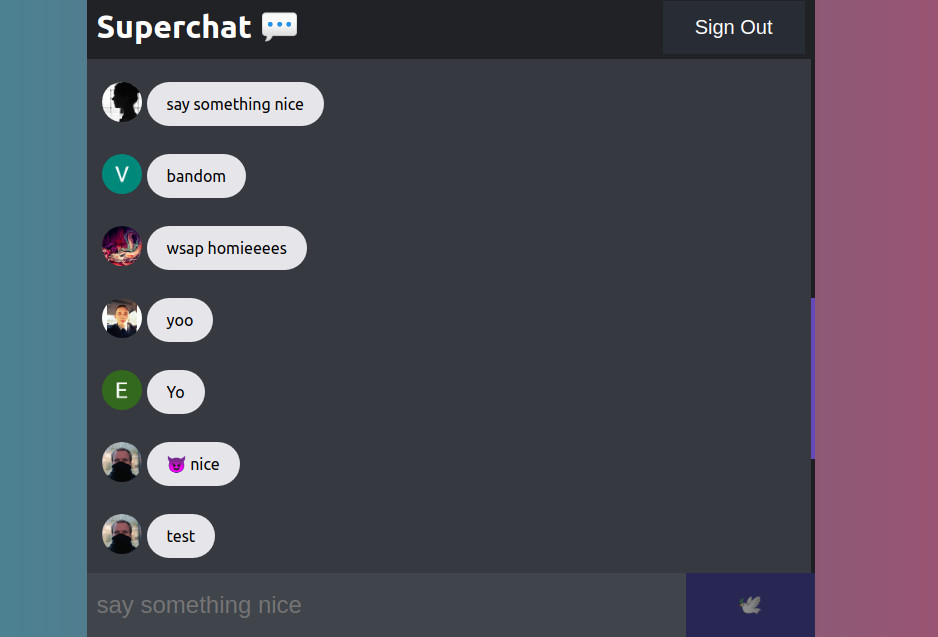 Superchat 💬
Sign Out
say something nice
V
bandom
wsap homieeees
yoo
E
Yo
😈 nice
test
say something nice
🕊️